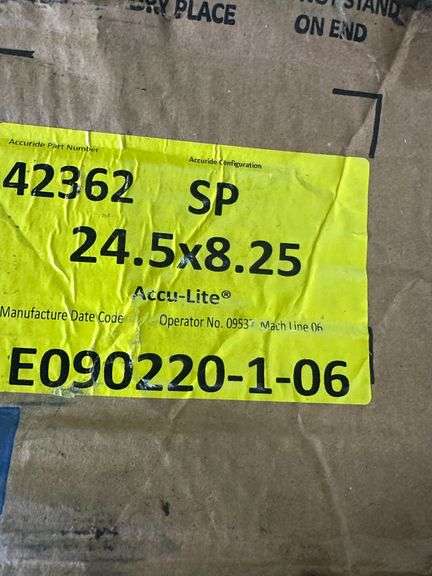 DRY PLACE
NOT STAND
ON END
Accuride Part Number
Accuride Configuration
42362 SP
24.5x8.25
Accu-Lite®
Manufacture Date Code Operator No. 09537 Mach Line 06
E090220-1-06